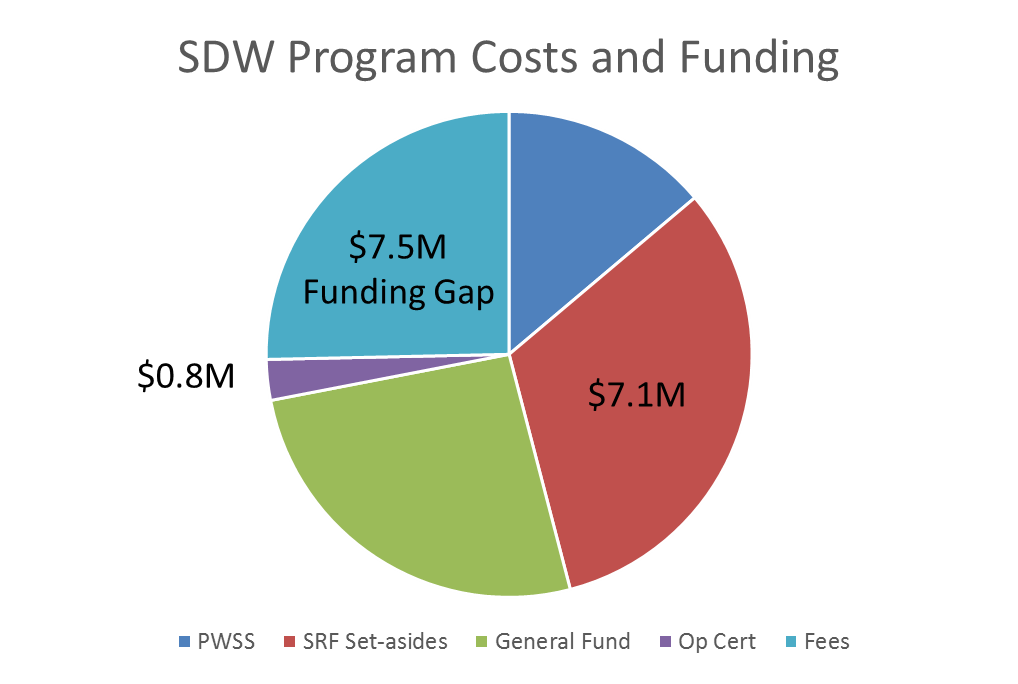 SDW Program Costs and Funding
$7.5M
Funding Gap
$0.8M
$7.1M
PWSS SRF Set-asides General Fund Op Cert Fees